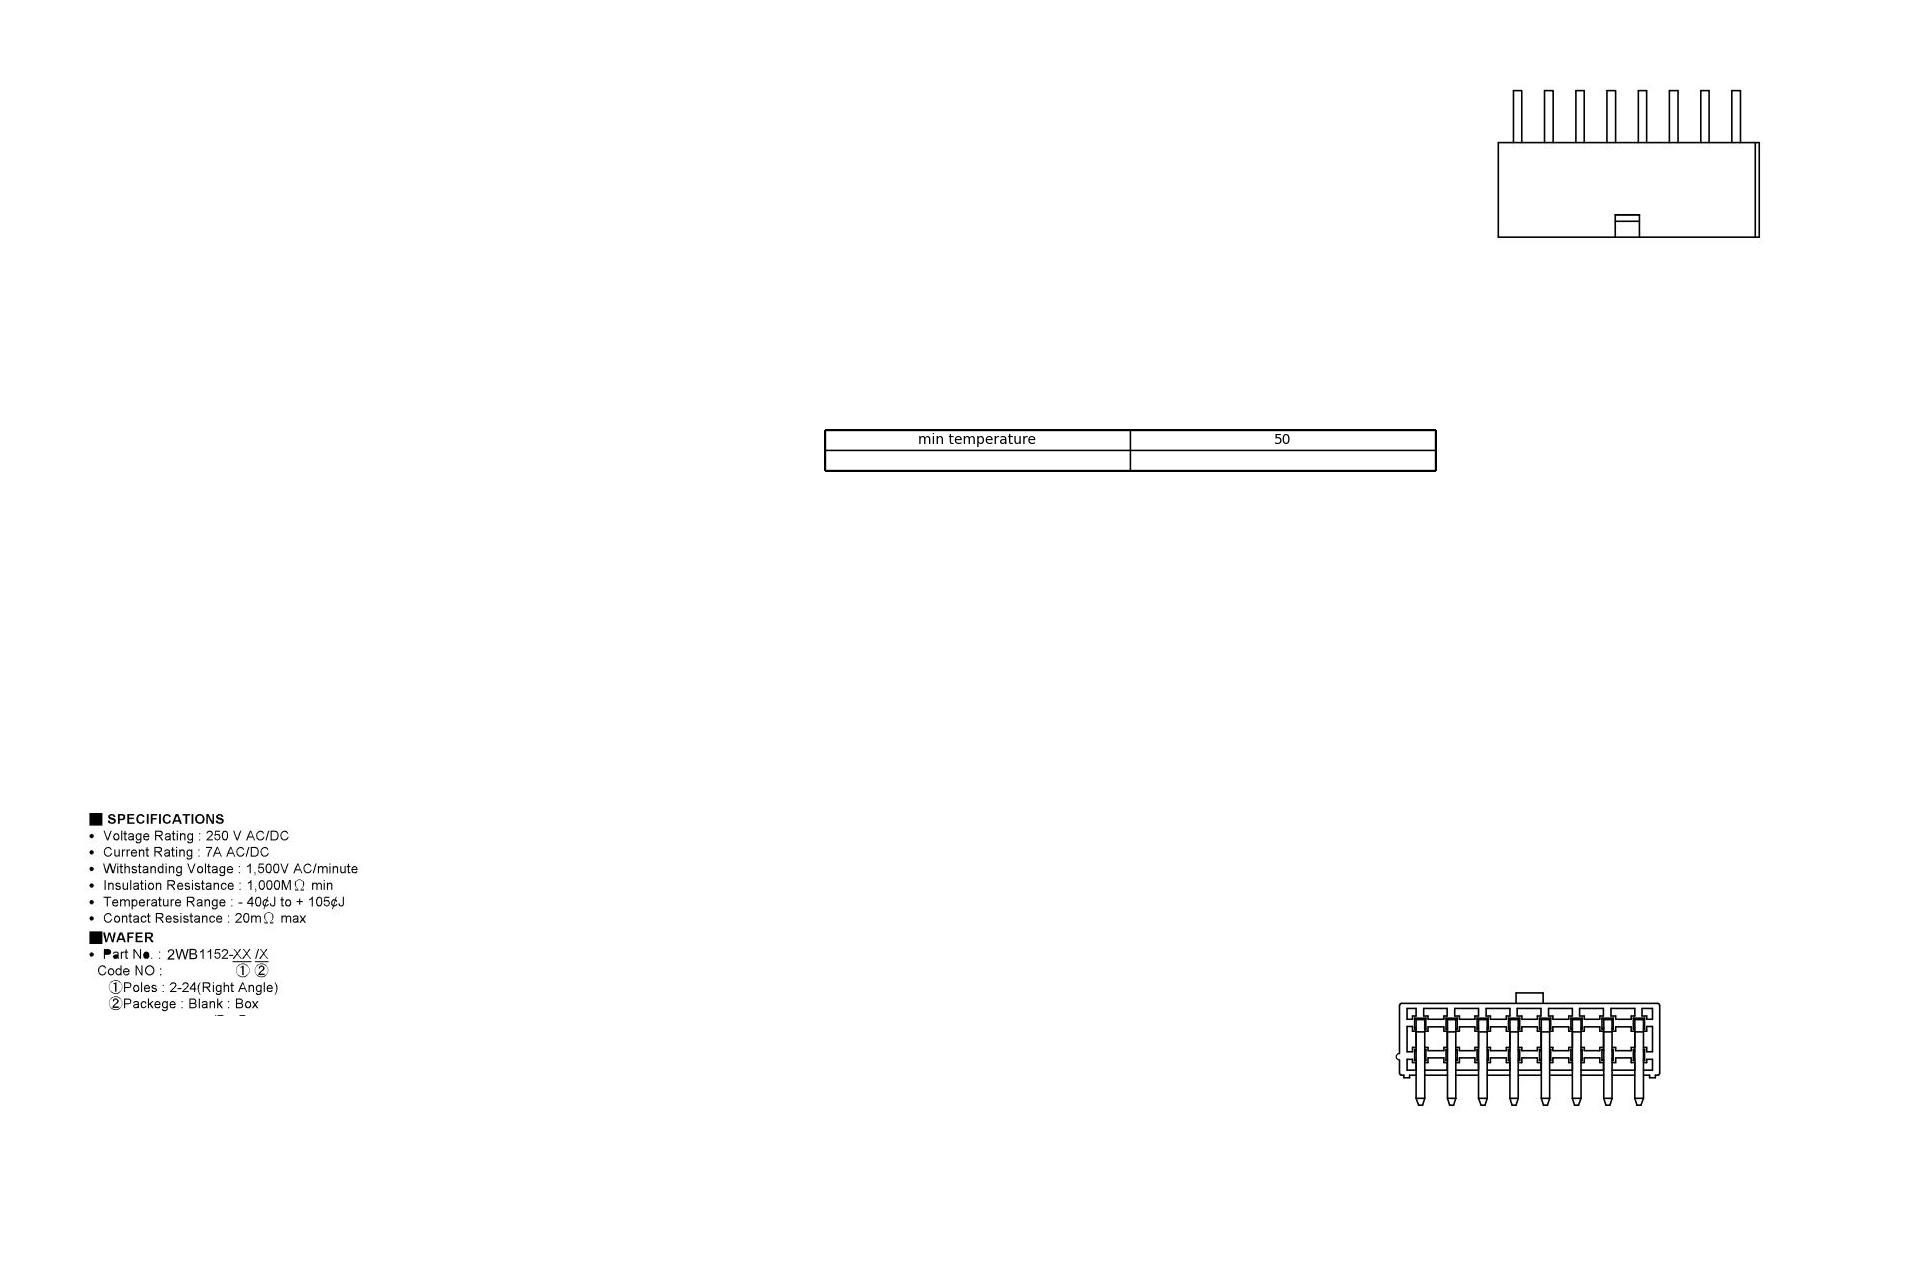 min temperature 50
■ SPECIFICATIONS
• Voltage Rating : 250 V AC/DC
• Current Rating : 7A AC/DC
• Withstanding Voltage : 1,500V AC/minute
• Insulation Resistance : 1,000MΩ min
• Temperature Range : - 40¢J to + 105¢J
• Contact Resistance : 20mΩ max
■WAFER
• Part No. : 2WB1152-XX /X
Code NO : ① ②
①Poles : 2-24(Right Angle)
②Packege : Blank : Box